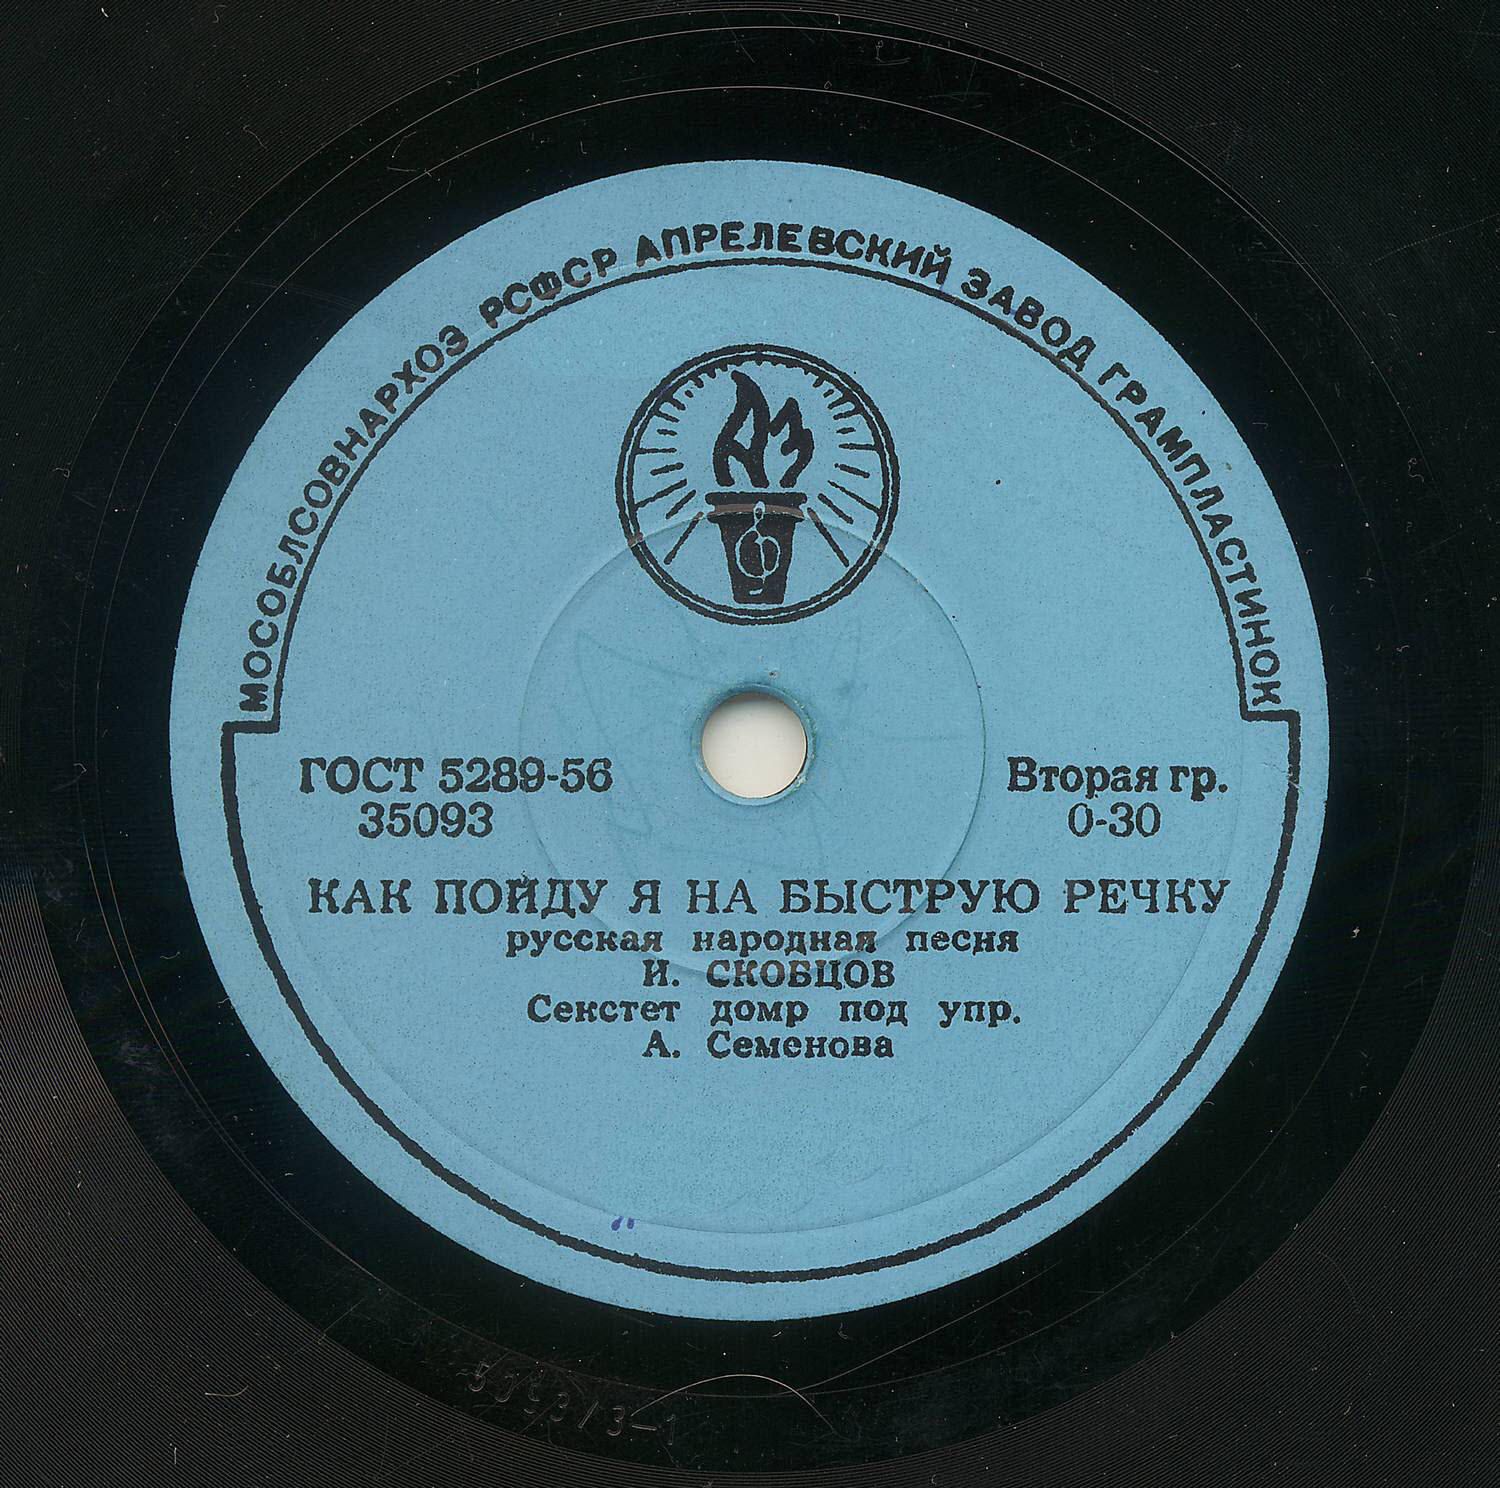 МОСОБЛСОВНАРХОЗ РСФСР АПРЕЛЕВСКИЙ ЗАВОД ГРАМПЛАСТИНОК
АЗ
ГОСТ 5289-56
35093
Вторая гр.
0-30
КАК ПОЙДУ Я НА БЫСТРУЮ РЕЧКУ
русская народная песня
И. СКОБЦОВ
Секстет домр под упр.
А. Семенова